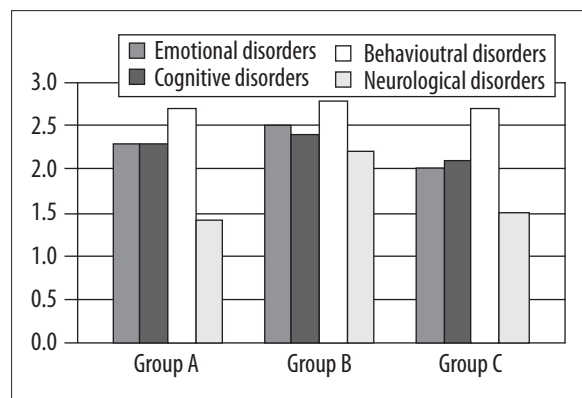 Emotional disorders
Cognitive disorders
Behavioutral disorders
Neurological disorders
3.0
2.5
2.0
1.5
1.0
0.5
0.0
Group A Group B Group C